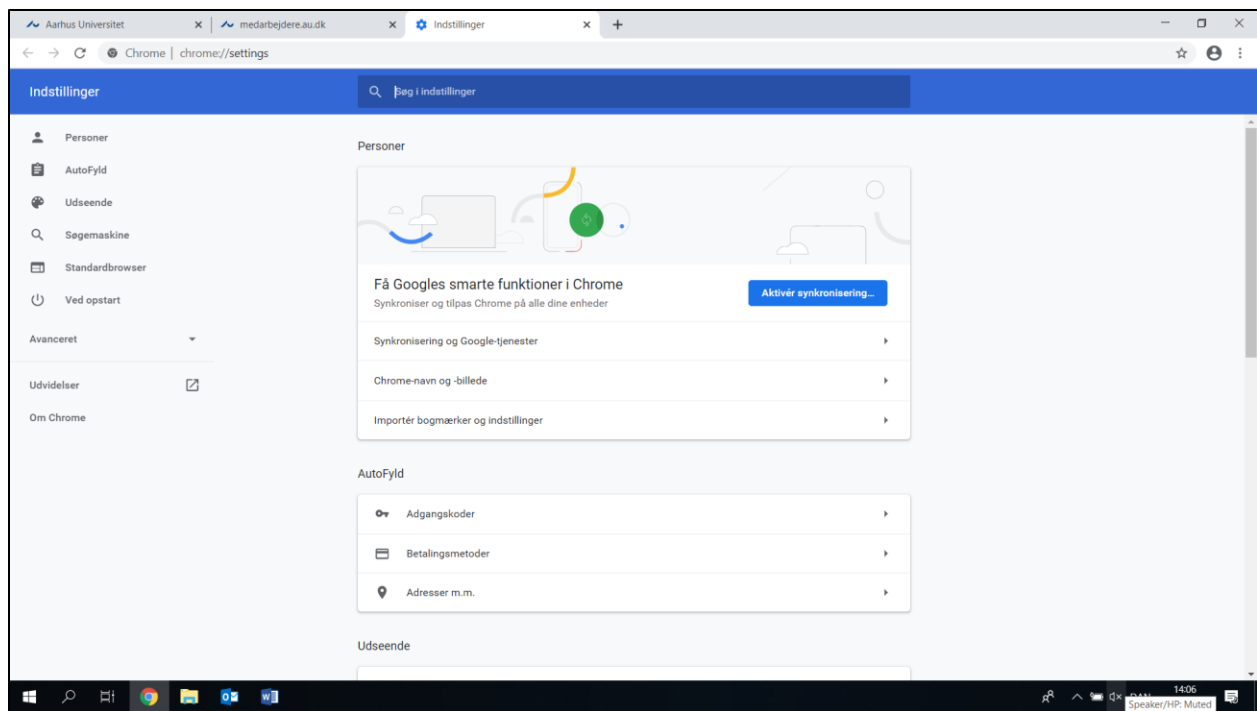 Aarhus Universitet
medarbejdere.au.dk
Indstillinger
Chrome | chrome://settings
Indstillinger
Søg i indstillinger
Personer
AutoFyld
Udseende
Søgemaskine
Standardbrowser
Ved opstart
Avanceret
Udvidelser
Om Chrome
Personer
Få Googles smarte funktioner i Chrome
Synkroniser og tilpas Chrome på alle dine enheder
Aktivér synkronisering...
Synkronisering og Google-tjenester
Chrome-navn og -billede
Importér bogmærker og indstillinger
AutoFyld
Adgangskoder
Betalingsmetoder
Adresser m.m.
Udseende
14:06
Speaker/HP: Muted